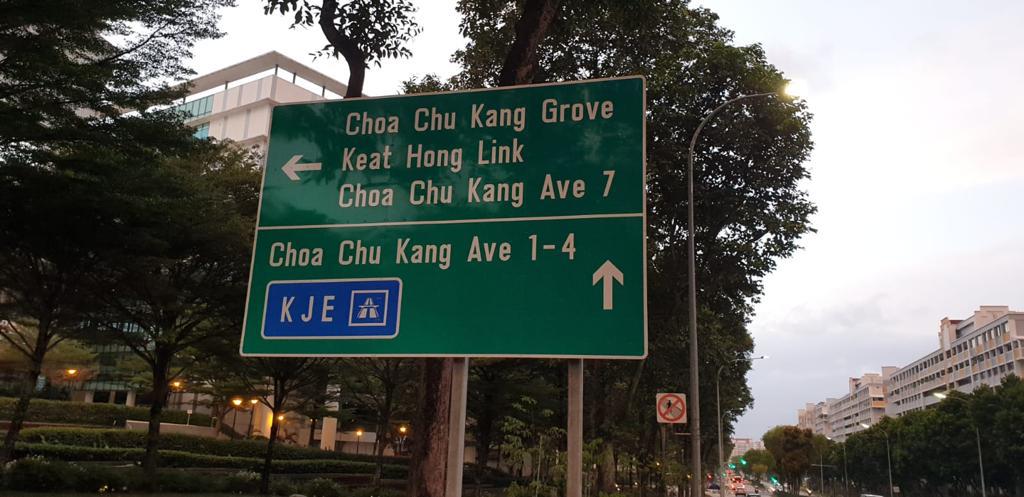 Choa Chu Kang Grove
Keat Hong Link
Choa Chu Kang Ave 7
Choa Chu Kang Ave 1-4
KJE